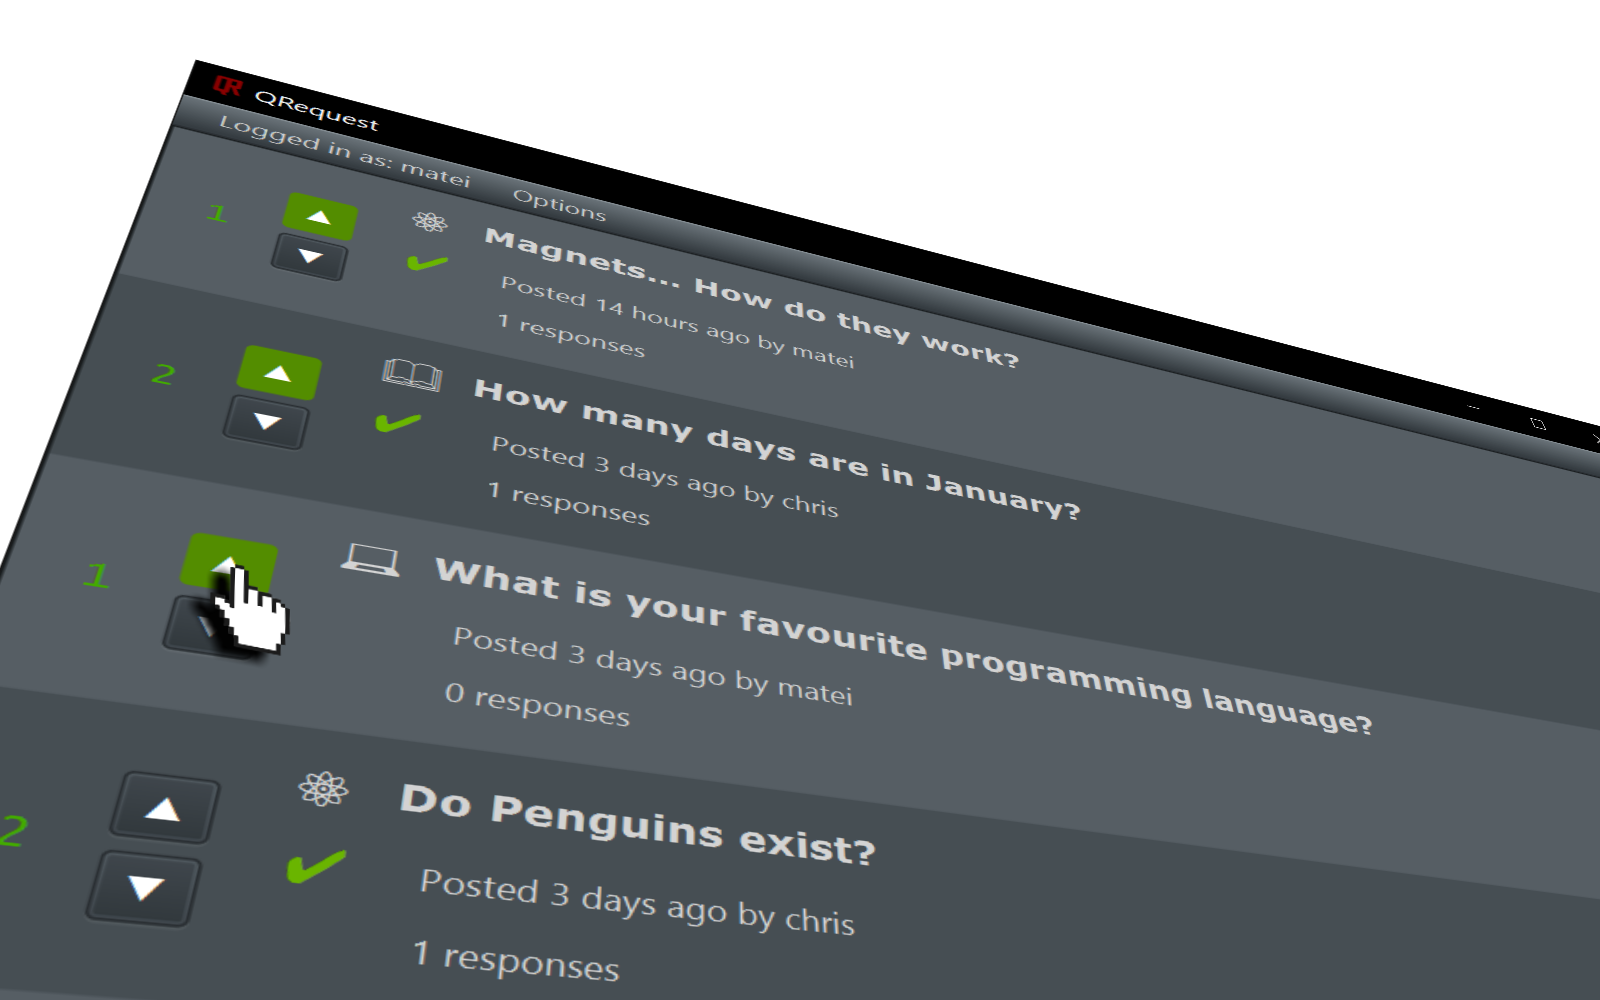 QR QRequest
Logged in as: matei Options
1
Magnets... How do they work?
Posted 14 hours ago by matei
1 responses
2
How many days are in January?
Posted 3 days ago by chris
1 responses
1
What is your favourite programming language?
Posted 3 days ago by matei
0 responses
2
Do Penguins exist?
Posted 3 days ago by chris
1 responses